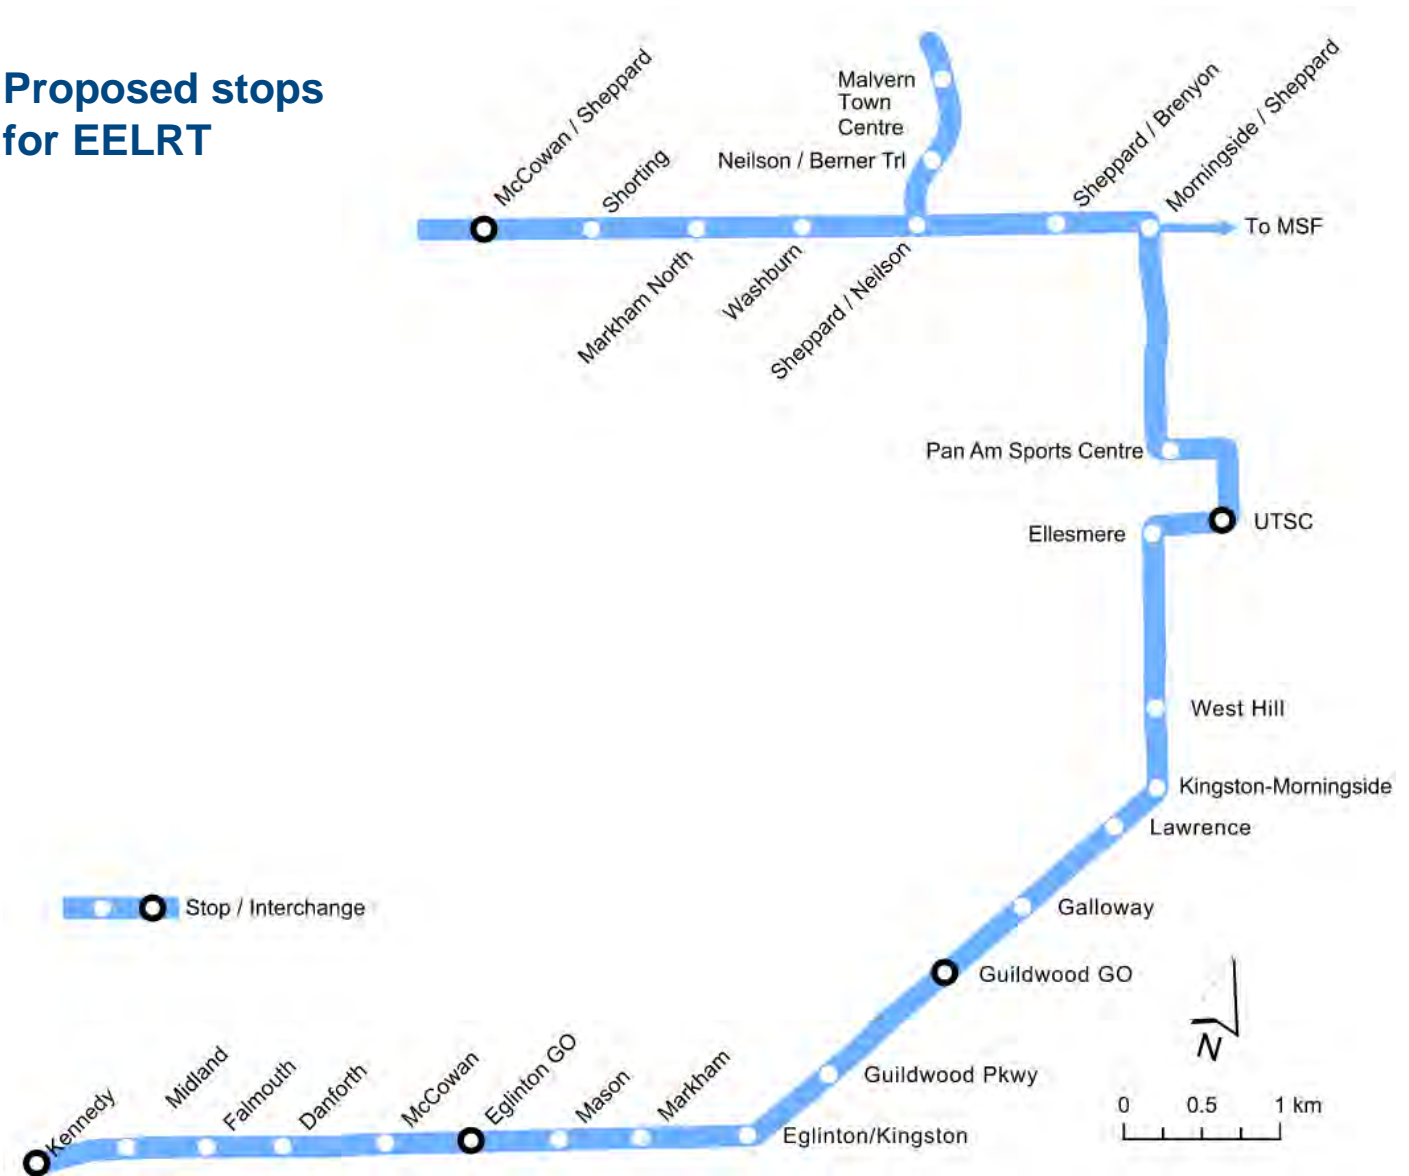 Proposed stops
for EELRT
McCowan / Sheppard
Shorting
Markham North
Washburn
Sheppard / Neilson
Malvern
Town
Centre
Neilson / Berner Trl
Sheppard / Brenyon
Morningside / Sheppard
To MSF
Pan Am Sports Centre
UTSC
Ellesmere
West Hill
Kingston-Morningside
Lawrence
Galloway
Guildwood GO
Guildwood Pkwy
Eglinton/Kingston
Stop / Interchange
Kennedy
Midland
Falmouth
Danforth
McCowan
Eglinton GO
Mason
Markham
N
0 0.5 1 km